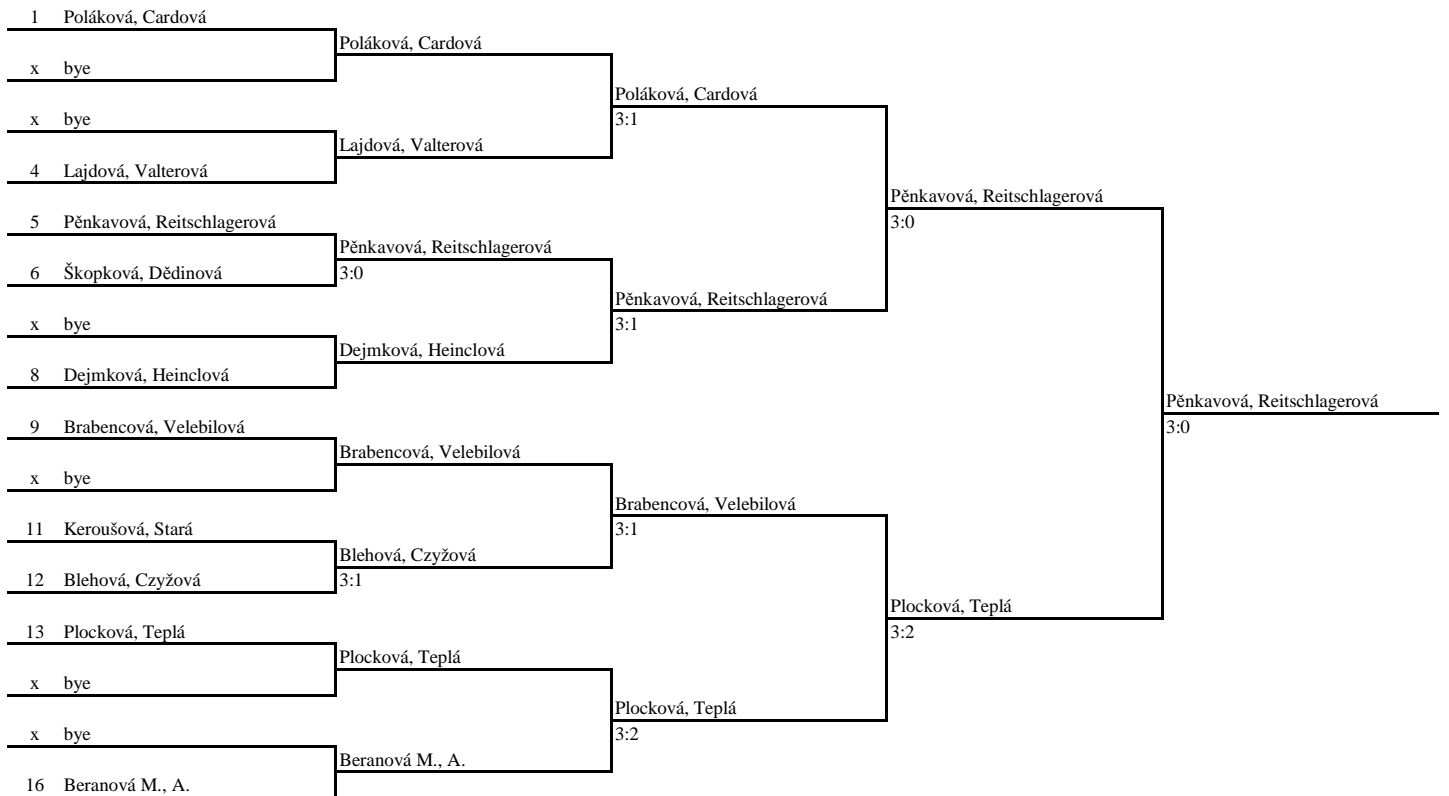 1 Poláková, Cardová
Poláková, Cardová
x bye
Poláková, Cardová
3:1
x bye
Lajdová, Valterová
4 Lajdová, Valterová
Pěnkavová, Reitschlagerová
3:0
5 Pěnkavová, Reitschlagerová
Pěnkavová, Reitschlagerová
3:0
6 Škopková, Dědinová
Pěnkavová, Reitschlagerová
3:1
x bye
Dejmková, Heinclová
8 Dejmková, Heinclová
Pěnkavová, Reitschlagerová
3:0
9 Brabencová, Velebilová
Brabencová, Velebilová
x bye
Brabencová, Velebilová
3:1
11 Keroušová, Stará
Blehová, Czyžová
3:1
12 Blehová, Czyžová
Plocková, Teplá
3:2
13 Plocková, Teplá
Plocková, Teplá
x bye
Plocková, Teplá
3:2
x bye
Beranová M., A.
16 Beranová M., A.